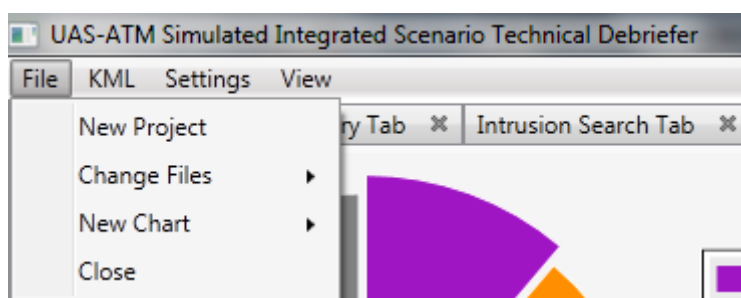 UAS-ATM Simulated Integrated Scenario Technical Debriefer
File KML Settings View
New Project
ry Tab Intrusion Search Tab
Change Files
New Chart
Close